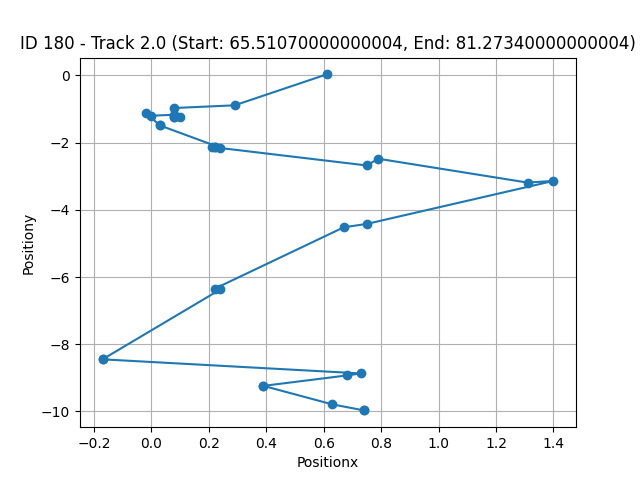 ID 180 - Track 2.0 (Start: 65.51070000000004, End: 81.27340000000004)
0
−2
−4
−6
−8
−10
Positiony
−0.2 0.0 0.2 0.4 0.6 0.8 1.0 1.2 1.4
Positionx